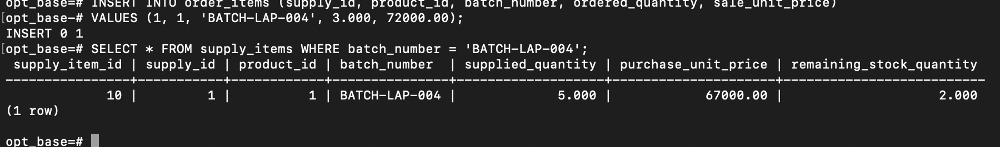 opt_base=# INSERT INTO order_items (supply_id, product_id, batch_number, ordered_quantity, sale_unit_price)
[opt_base-# VALUES (1, 1, 'BATCH-LAP-004', 3.000, 72000.00);
INSERT 0 1
[opt_base=# SELECT * FROM supply_items WHERE batch_number = 'BATCH-LAP-004';
 supply_item_id | supply_id | product_id | batch_number  | supplied_quantity | purchase_unit_price | remaining_stock_quantity
----------------+-----------+------------+---------------+-------------------+---------------------+--------------------------
             10 |         1 |          1 | BATCH-LAP-004 |             5.000 |            67000.00 |                    2.000
(1 row)
opt_base=#